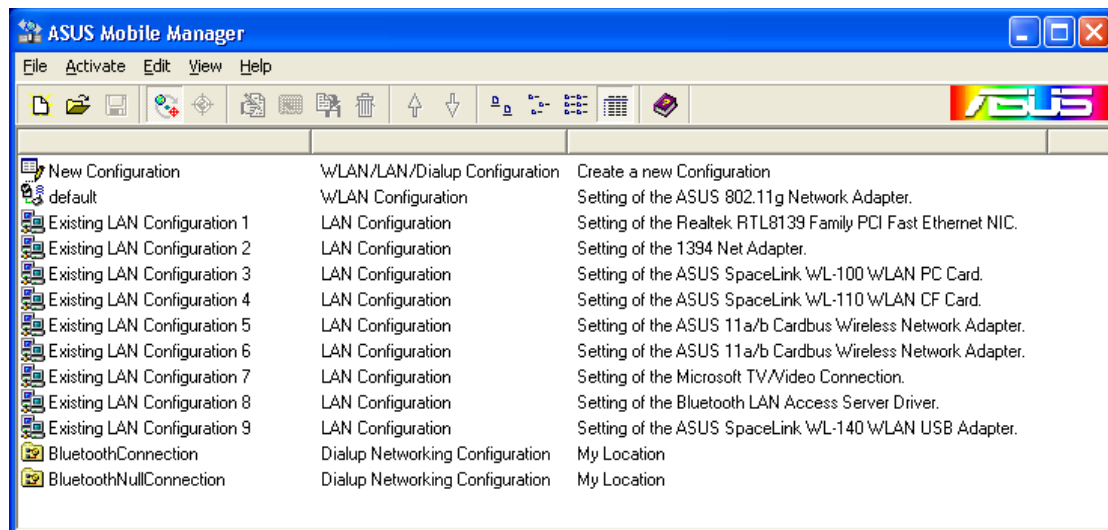 ASUS Mobile Manager
File Activate Edit View Help
ASUS
New Configuration WLAN/LAN/Dialup Configuration Create a new Configuration
default WLAN Configuration Setting of the ASUS 802.11g Network Adapter.
Existing LAN Configuration 1 LAN Configuration Setting of the Realtek RTL8139 Family PCI Fast Ethernet NIC.
Existing LAN Configuration 2 LAN Configuration Setting of the 1394 Net Adapter.
Existing LAN Configuration 3 LAN Configuration Setting of the ASUS SpaceLink WL-100 WLAN PC Card.
Existing LAN Configuration 4 LAN Configuration Setting of the ASUS SpaceLink WL-110 WLAN CF Card.
Existing LAN Configuration 5 LAN Configuration Setting of the ASUS 11a/b Cardbus Wireless Network Adapter.
Existing LAN Configuration 6 LAN Configuration Setting of the ASUS 11a/b Cardbus Wireless Network Adapter.
Existing LAN Configuration 7 LAN Configuration Setting of the Microsoft TV/Video Connection.
Existing LAN Configuration 8 LAN Configuration Setting of the Bluetooth LAN Access Server Driver.
Existing LAN Configuration 9 LAN Configuration Setting of the ASUS SpaceLink WL-140 WLAN USB Adapter.
BluetoothConnection Dialup Networking Configuration My Location
BluetoothNullConnection Dialup Networking Configuration My Location